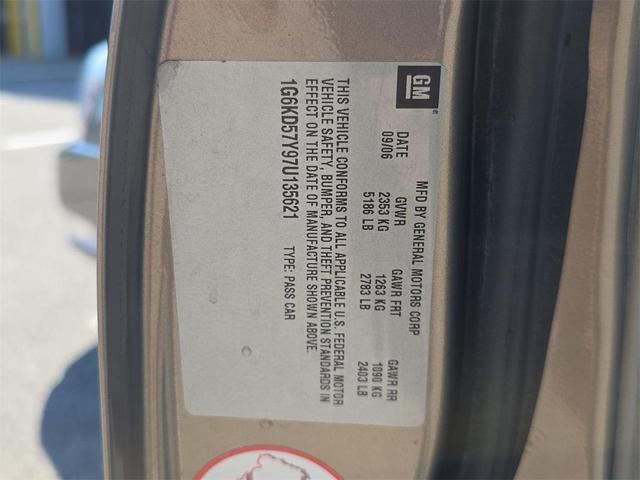 GM
MFD BY GENERAL MOTORS CORP
DATE GVWR GAWR FRT GAWR RR
09/06 2353 KG 1263 KG 1090 KG
5186 LB 2783 LB 2403 LB
THIS VEHICLE CONFORMS TO ALL APPLICABLE U.S. FEDERAL MOTOR
VEHICLE SAFETY, BUMPER, AND THEFT PREVENTION STANDARDS IN
EFFECT ON THE DATE OF MANUFACTURE SHOWN ABOVE.
1G6KD57Y97U135621 TYPE: PASS CAR